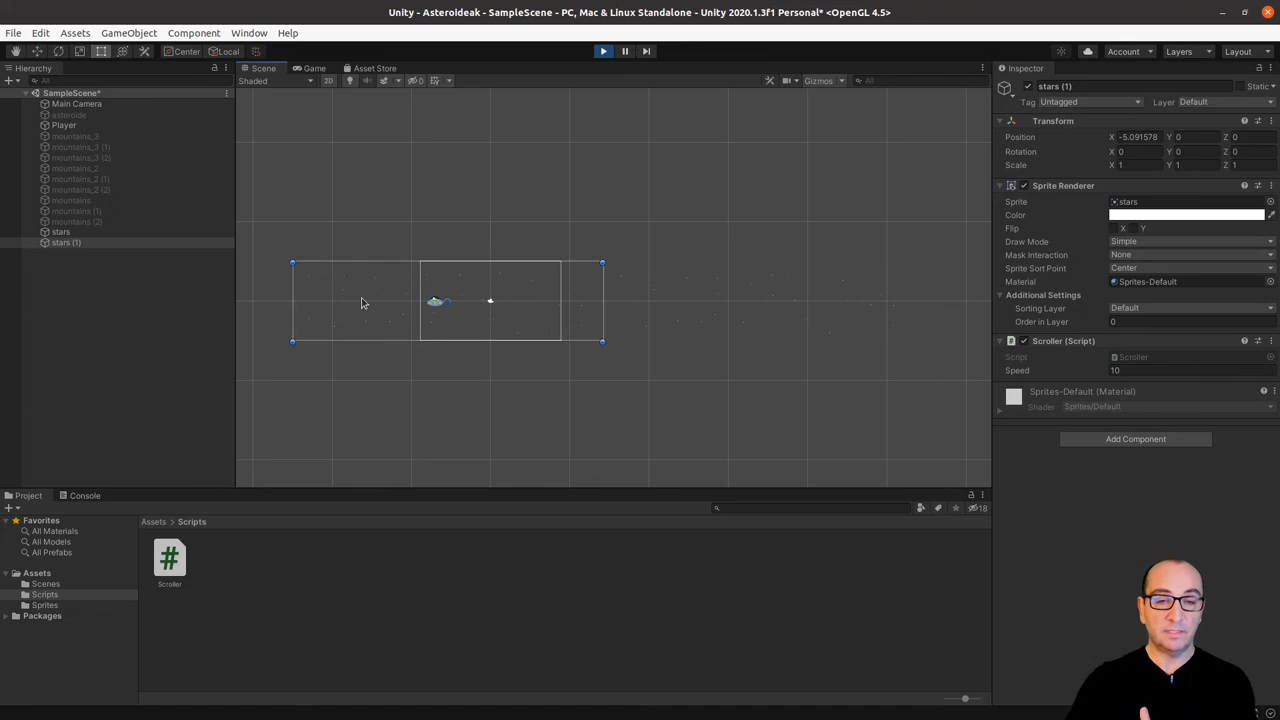 Unity - Asteroideak - SampleScene - PC, Mac & Linux Standalone - Unity 2020.1.3f1 Personal* <OpenGL 4.5>
File Edit Assets GameObject Component Window Help
Center Local Account Layers Layout
Hierarchy
All
SampleScene*
Main Camera
asteroide
Player
mountains_3
mountains_3 (1)
mountains_3 (2)
mountains_2
mountains_2 (1)
mountains_2 (2)
mountains
mountains (1)
mountains (2)
stars
stars (1)
Scene Game Asset Store
Shaded 2D 0 Gizmos All
Inspector
stars (1) Static
Tag Untagged Layer Default
Transform
Position X -5.091578 Y 0 Z 0
Rotation X 0 Y 0 Z 0
Scale X 1 Y 1 Z 1
Sprite Renderer
Sprite stars
Color
Flip X Y
Draw Mode Simple
Mask Interaction None
Sprite Sort Point Center
Material Sprites-Default
Additional Settings
Sorting Layer Default
Order in Layer 0
Scroller (Script)
Script Scroller
Speed 10
Sprites-Default (Material)
Shader Sprites/Default
Add Component
Project Console
18
Favorites
All Materials
All Models
All Prefabs
Assets
Scenes
Scripts
Sprites
Packages
Assets > Scripts
#
Scroller